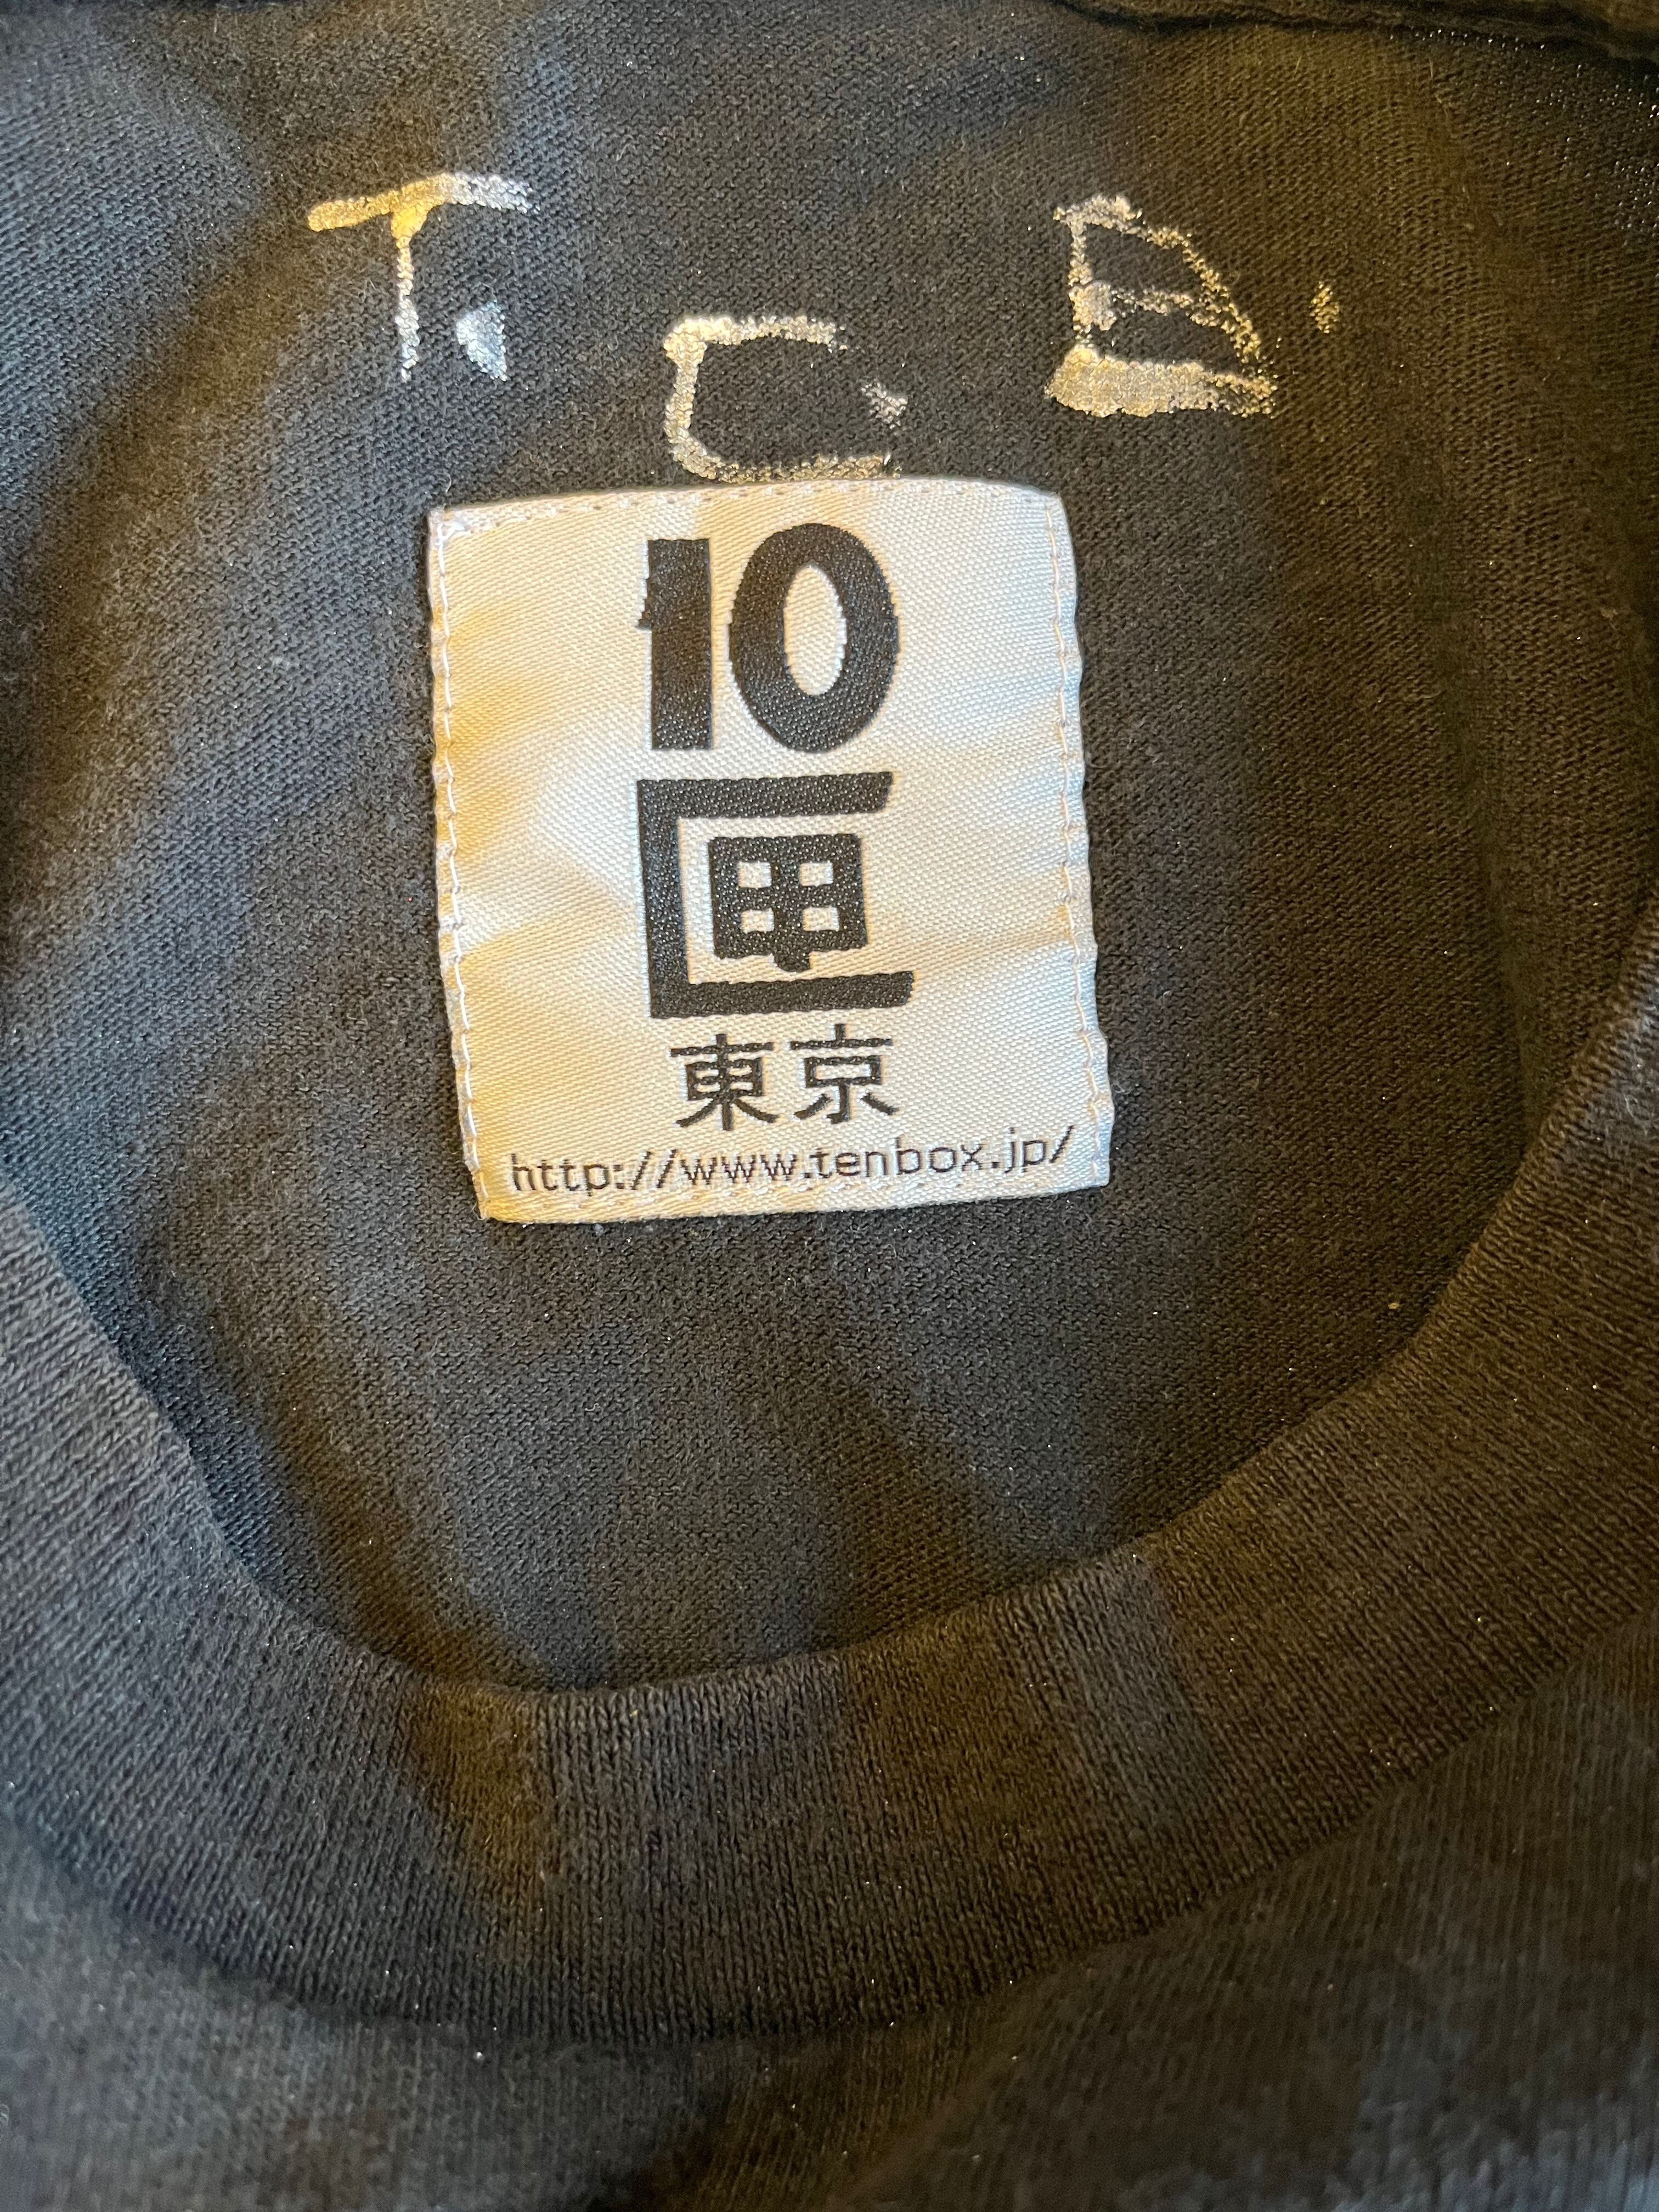 T. C. B.
10
匣
東京
http://www.tenbox.jp/